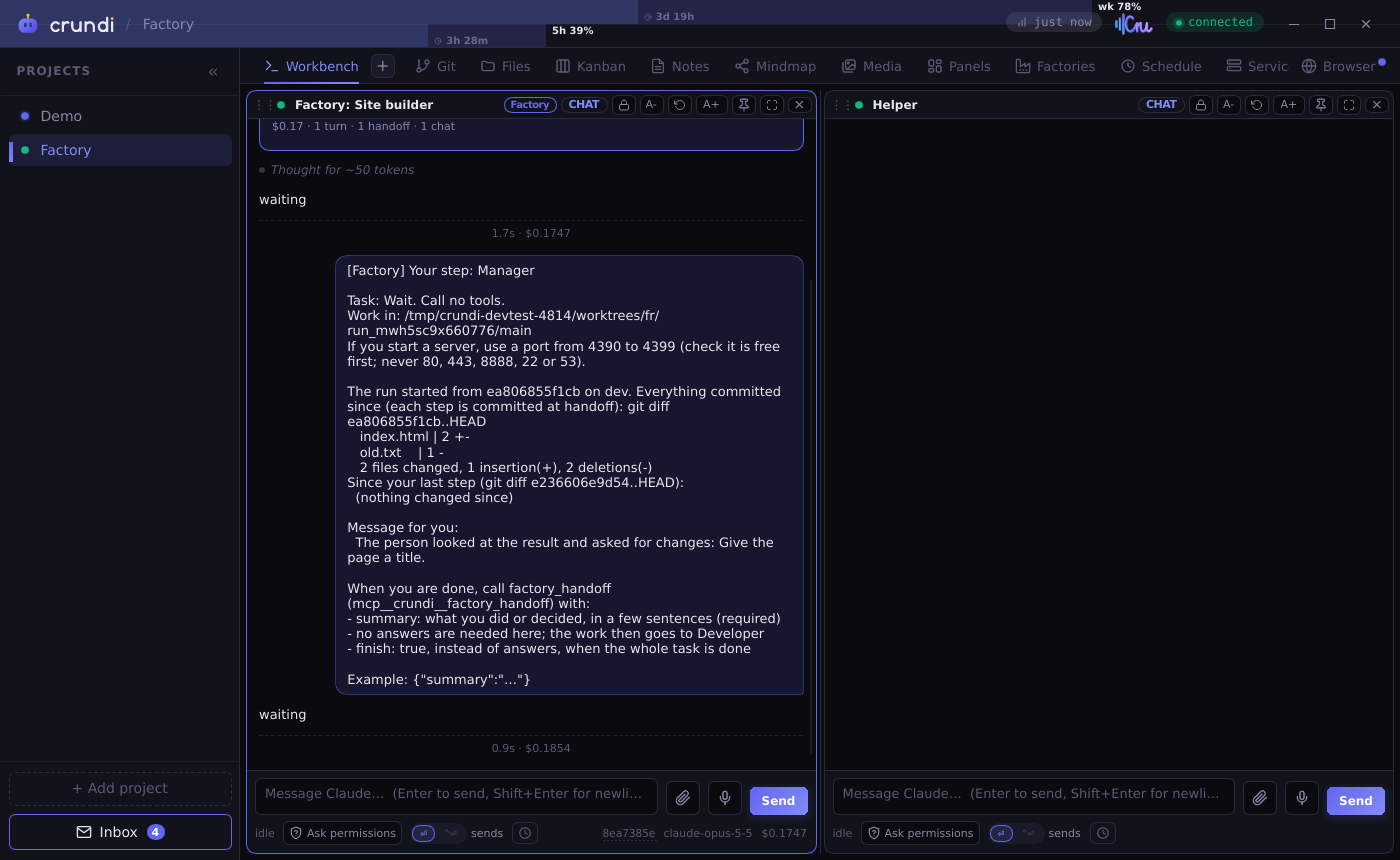 crundi / Factory
3d 19h
wk 78%
3h 28m
5h 39%
just now
Cru
connected
PROJECTS «
Demo
Factory
+ Add project
Inbox 4
Workbench + Git Files Kanban Notes Mindmap Media Panels Factories Schedule Servic Browser
Factory: Site builder Factory CHAT A- A+
$0.17 · 1 turn · 1 handoff · 1 chat
Thought for ~50 tokens
waiting
1.7s · $0.1747
[Factory] Your step: Manager
Task: Wait. Call no tools.
Work in: /tmp/crundi-devtest-4814/worktrees/fr/
run_mwh5sc9x660776/main
If you start a server, use a port from 4390 to 4399 (check it is free
first; never 80, 443, 8888, 22 or 53).
The run started from ea806855f1cb on dev. Everything committed
since (each step is committed at handoff): git diff
ea806855f1cb..HEAD
index.html | 2 +-
old.txt | 1 -
2 files changed, 1 insertion(+), 2 deletions(-)
Since your last step (git diff e236606e9d54..HEAD):
(nothing changed since)
Message for you:
The person looked at the result and asked for changes: Give the
page a title.
When you are done, call factory_handoff
(mcp__crundi__factory_handoff) with:
- summary: what you did or decided, in a few sentences (required)
- no answers are needed here; the work then goes to Developer
- finish: true, instead of answers, when the whole task is done
Example: {"summary":"..."}
waiting
0.9s · $0.1854
Message Claude... (Enter to send, Shift+Enter for newli...
Send
idle Ask permissions sends 8ea7385e claude-opus-5-5 $0.1747
Helper CHAT A- A+
Message Claude... (Enter to send, Shift+Enter for newli...
Send
idle Ask permissions sends